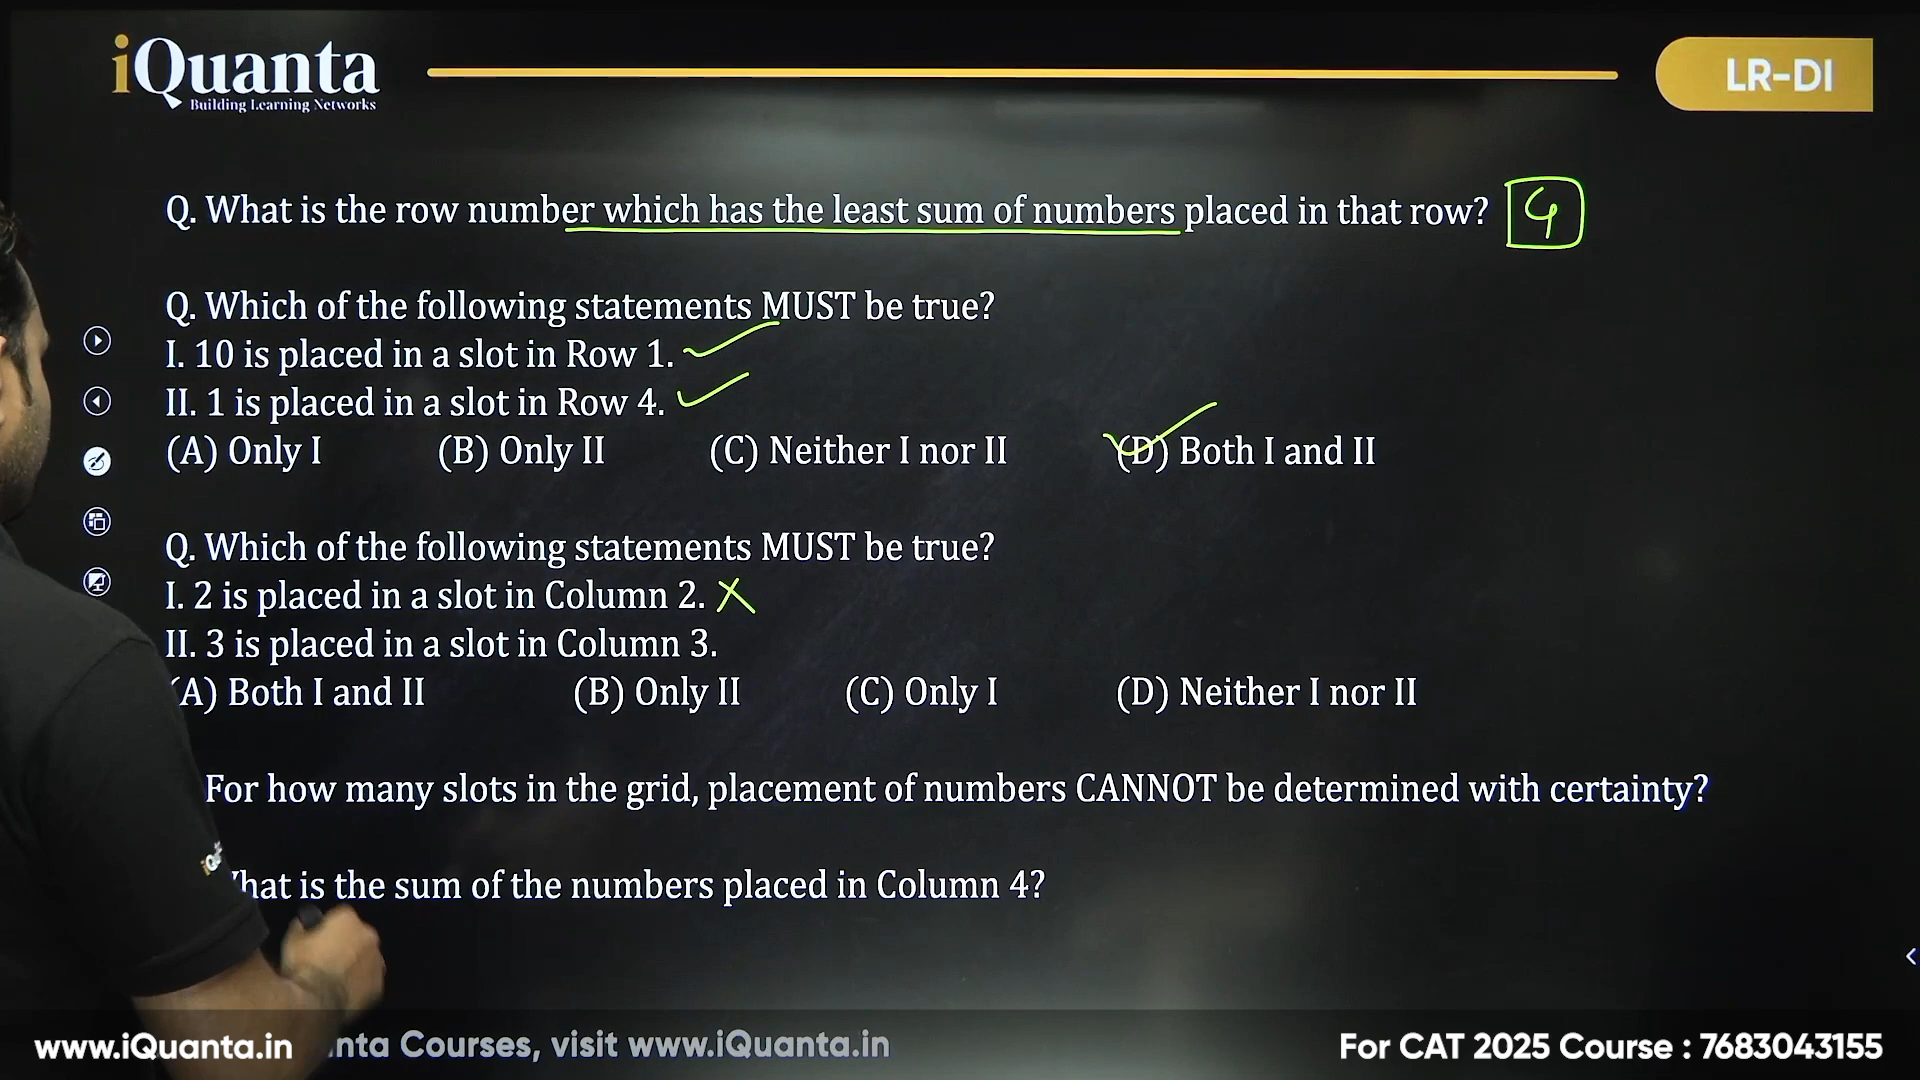 iQuanta
Building Learning Networks
LR-DI
Q. What is the row number which has the least sum of numbers placed in that row? 4
Q. Which of the following statements MUST be true?
I. 10 is placed in a slot in Row 1.
II. 1 is placed in a slot in Row 4.
(A) Only I (B) Only II (C) Neither I nor II (D) Both I and II
Q. Which of the following statements MUST be true?
I. 2 is placed in a slot in Column 2.
II. 3 is placed in a slot in Column 3.
(A) Both I and II (B) Only II (C) Only I (D) Neither I nor II
For how many slots in the grid, placement of numbers CANNOT be determined with certainty?
is the sum of the numbers placed in Column 4?
www.iQuanta.in Courses, visit www.iQuanta.in For CAT 2025 Course : 7683043155